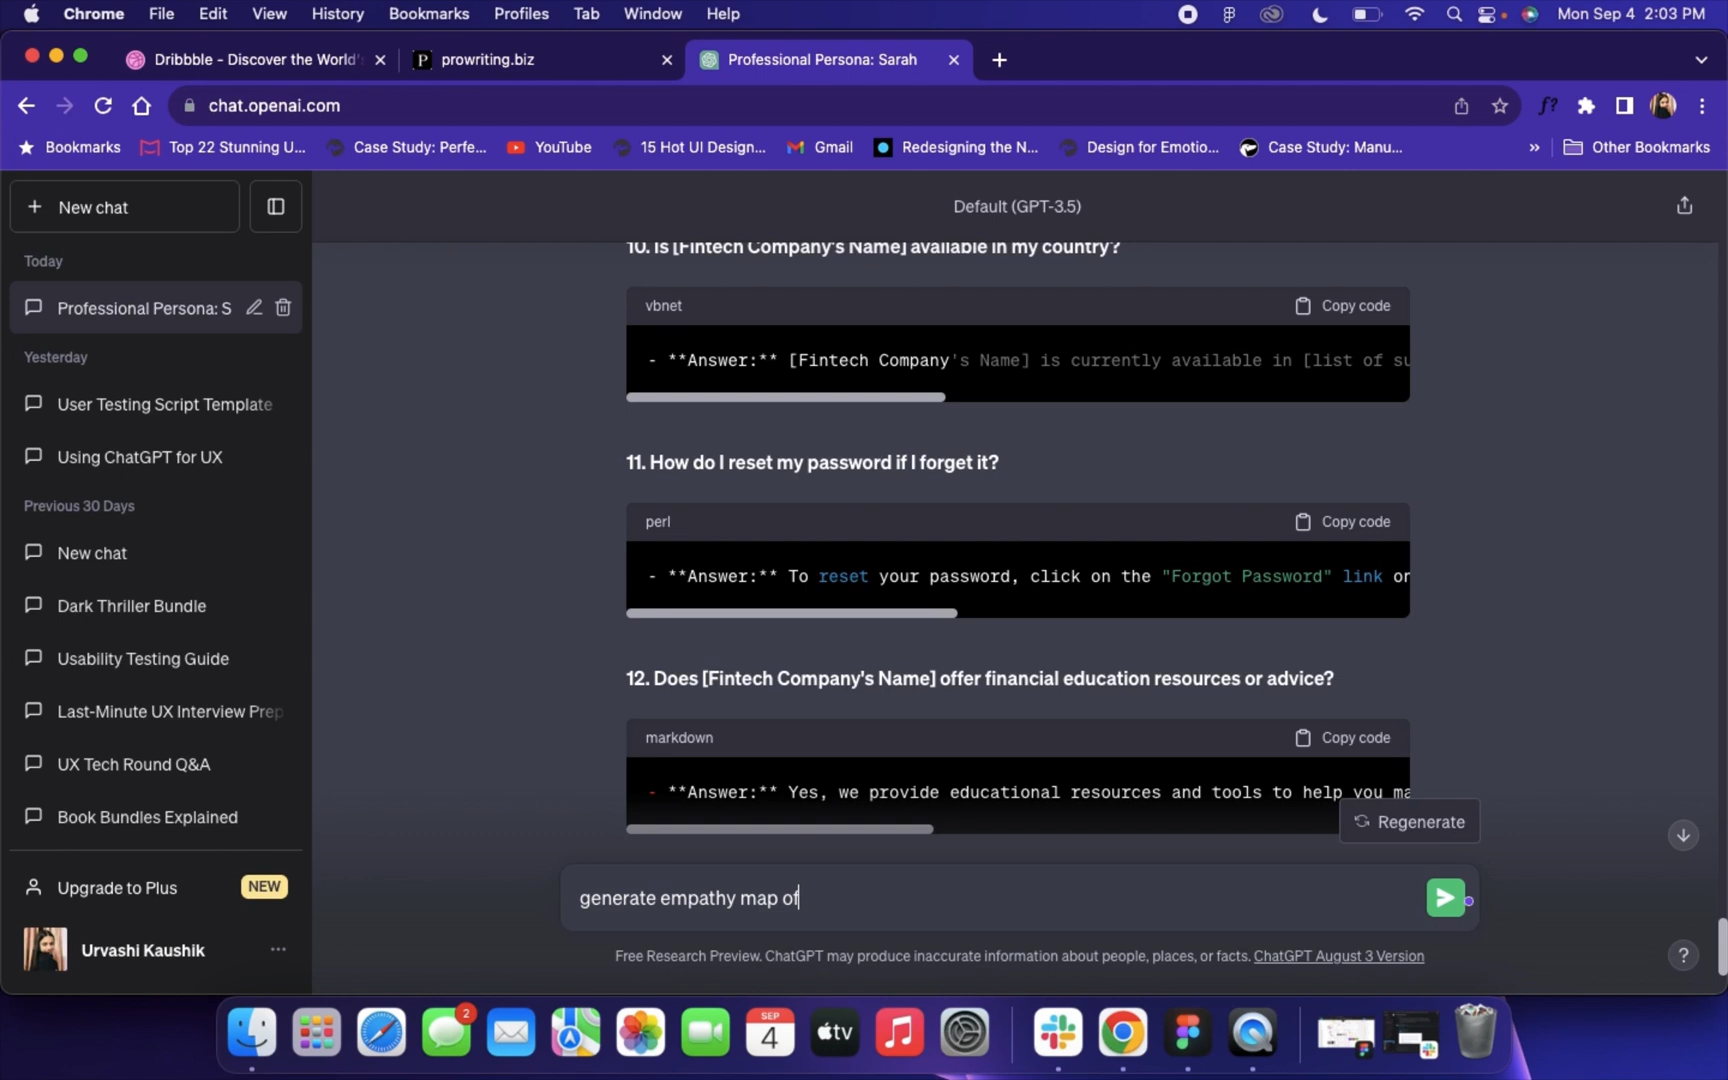 Chrome File Edit View History Bookmarks Profiles Tab Window Help Mon Sep 4 2:03 PM
Dribbble - Discover the World' prowriting.biz Professional Persona: Sarah
chat.openai.com
Bookmarks Top 22 Stunning U... Case Study: Perfe... YouTube 15 Hot UI Design... Gmail Redesigning the N... Design for Emotio... Case Study: Manu... » Other Bookmarks
+ New chat
Default (GPT-3.5)
Today
Professional Persona: S
Yesterday
User Testing Script Template
Using ChatGPT for UX
Previous 30 Days
New chat
Dark Thriller Bundle
Usability Testing Guide
Last-Minute UX Interview Prep
UX Tech Round Q&A
Book Bundles Explained
Upgrade to Plus NEW
Urvashi Kaushik ...
10. Is [Fintech Company's Name] available in my country?
vbnet Copy code
- **Answer:** [Fintech Company's Name] is currently available in [list of su
11. How do I reset my password if I forget it?
perl Copy code
- **Answer:** To reset your password, click on the "Forgot Password" link or
12. Does [Fintech Company's Name] offer financial education resources or advice?
markdown Copy code
- **Answer:** Yes, we provide educational resources and tools to help you ma
Regenerate
generate empathy map of
Free Research Preview. ChatGPT may produce inaccurate information about people, places, or facts. ChatGPT August 3 Version
?
2
SEP
4
tv